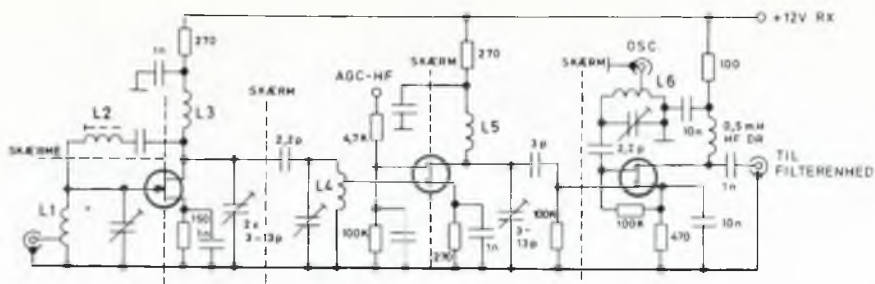 +12V RX
270
1n
L2
L3
SKÆRME
L1
150
1n
SKÆRM
2,2p
2x
3-13p
L4
AGC-HF
4,7K
100K
SKÆRM
270
L5
270
1n
3p
3-
13p
100K
SKÆRM
OSC.
L6
2,2p
10n
100
0,5mH
HF DR
1n
TIL
FILTERENHED
100K
470
10n